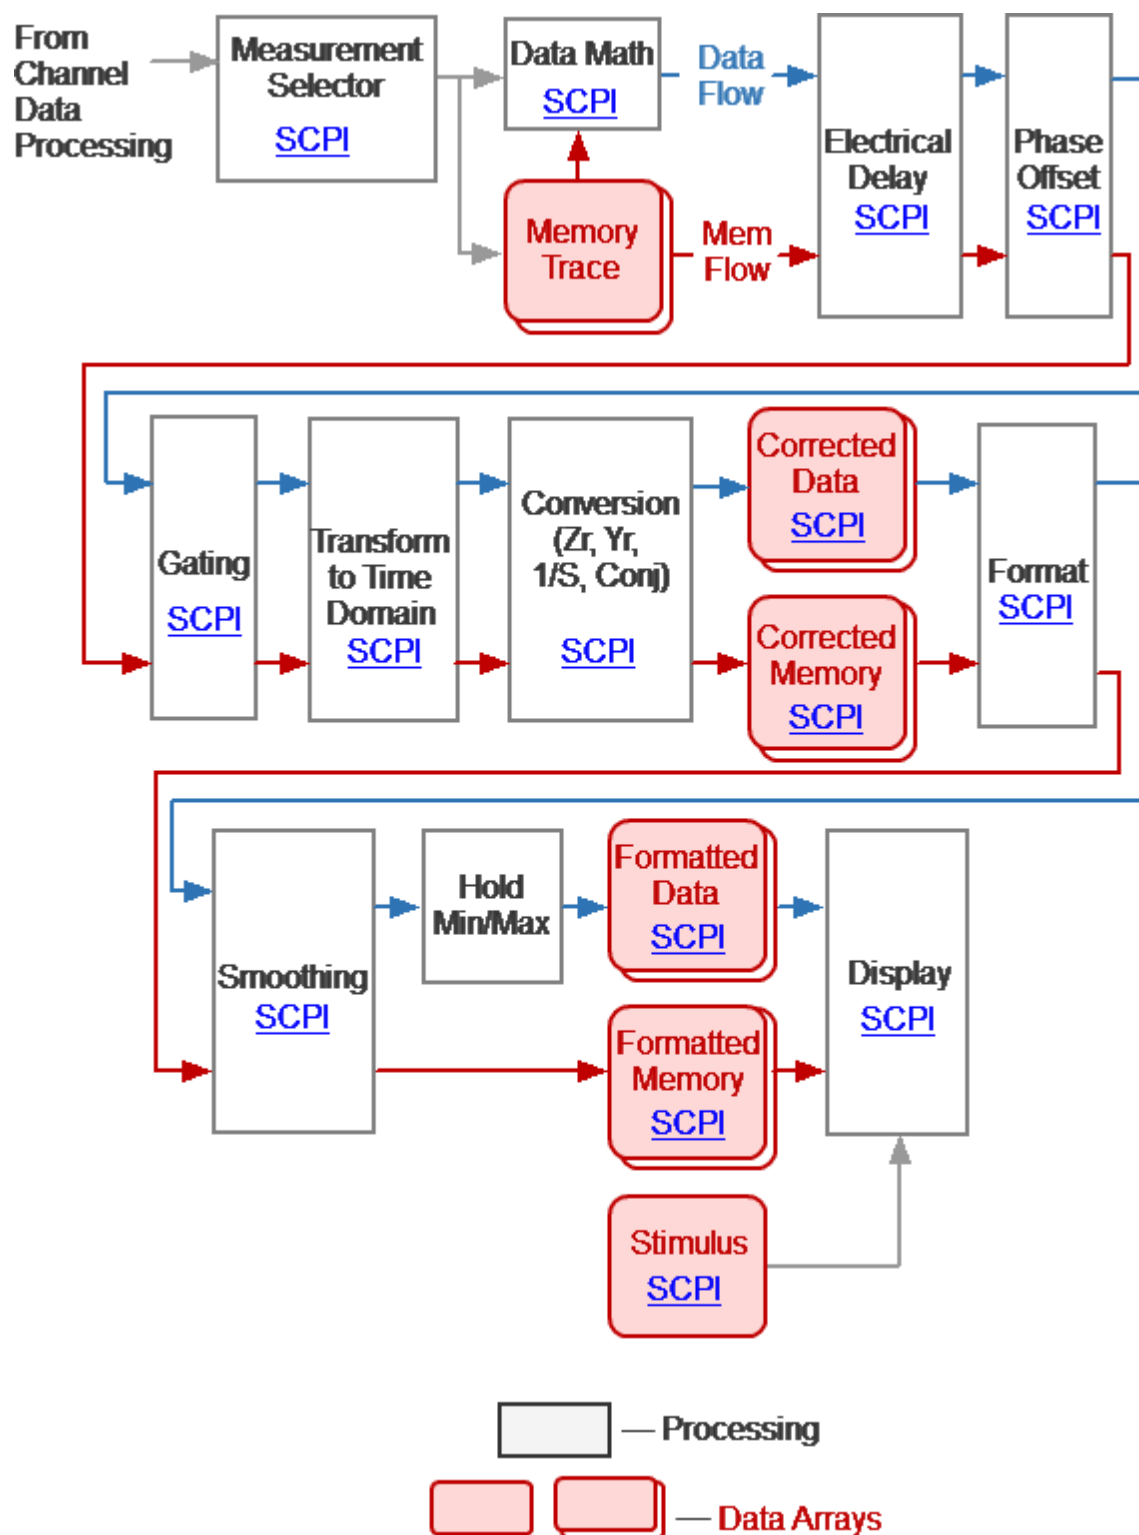 From
Channel
Data
Processing
Measurement
Selector
SCPI
Data Math
SCPI
Data
Flow
Memory
Trace
Mem
Flow
Electrical
Delay
SCPI
Phase
Offset
SCPI
Gating
SCPI
Transform
to Time
Domain
SCPI
Conversion
(Zr, Yr,
1/S, Conj)
SCPI
Corrected
Data
SCPI
Corrected
Memory
SCPI
Format
SCPI
Smoothing
SCPI
Hold
Min/Max
Formatted
Data
SCPI
Formatted
Memory
SCPI
Display
SCPI
Stimulus
SCPI
— Processing
— Data Arrays